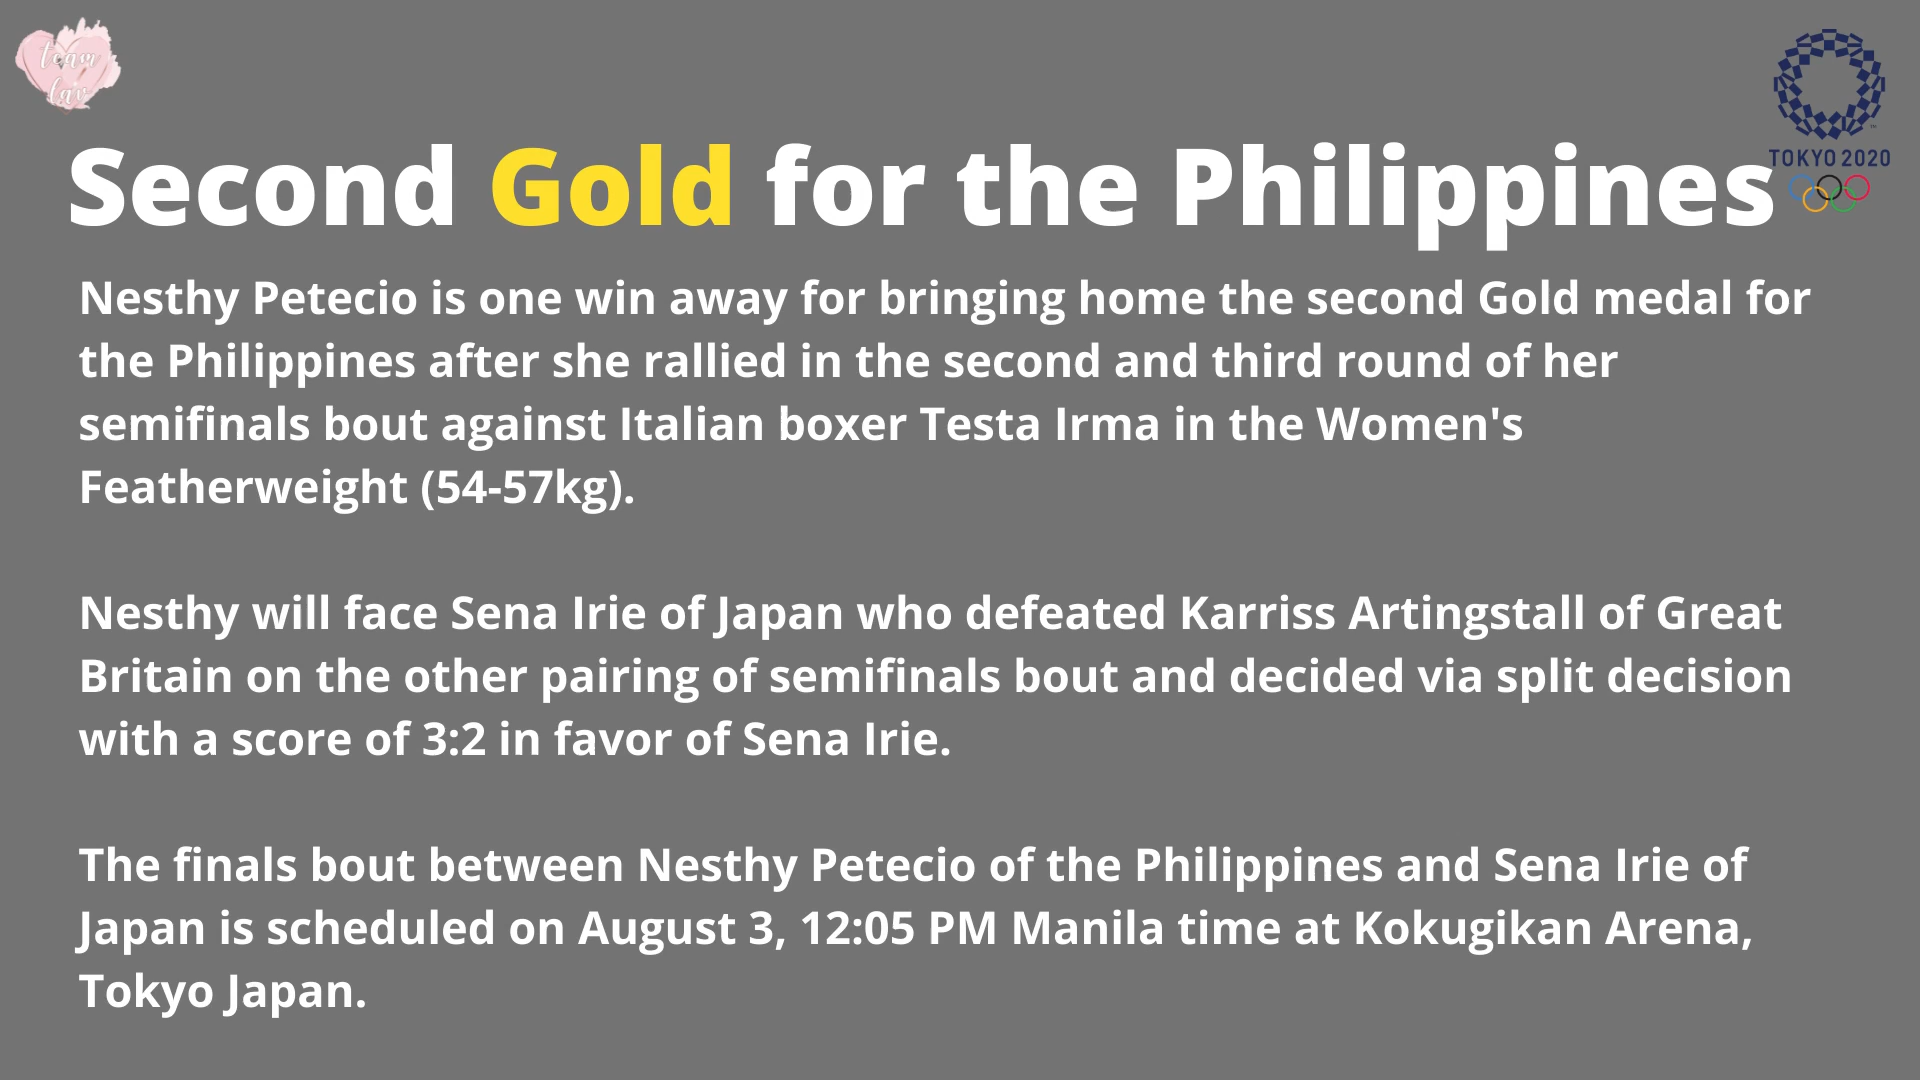 team
lav
TOKYO 2020
Second Gold for the Philippines
Nesthy Petecio is one win away for bringing home the second Gold medal for
the Philippines after she rallied in the second and third round of her
semifinals bout against Italian boxer Testa Irma in the Women's
Featherweight (54-57kg).
Nesthy will face Sena Irie of Japan who defeated Karriss Artingstall of Great
Britain on the other pairing of semifinals bout and decided via split decision
with a score of 3:2 in favor of Sena Irie.
The finals bout between Nesthy Petecio of the Philippines and Sena Irie of
Japan is scheduled on August 3, 12:05 PM Manila time at Kokugikan Arena,
Tokyo Japan.